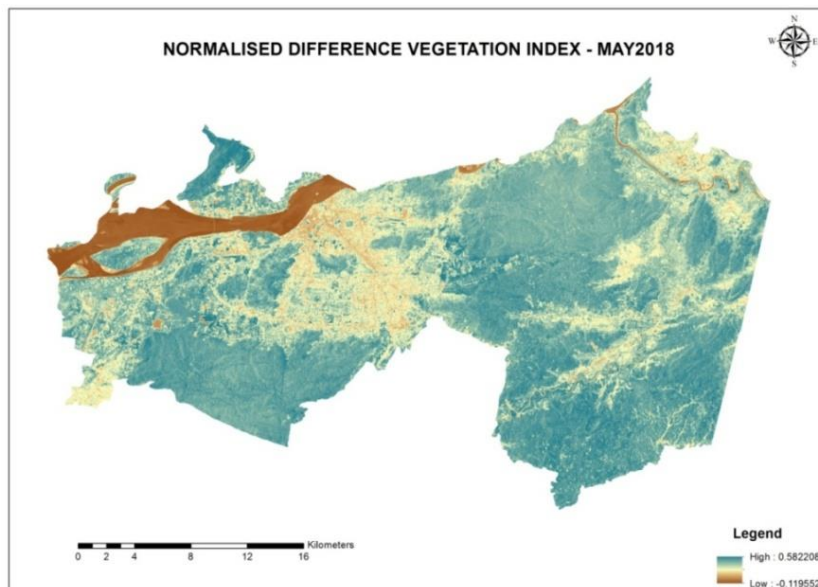 NORMALISED DIFFERENCE VEGETATION INDEX - MAY2018
N
W E
S
Kilometers
0 2 4 8 12 16
Legend
High : 0.582208
Low : -0.119552